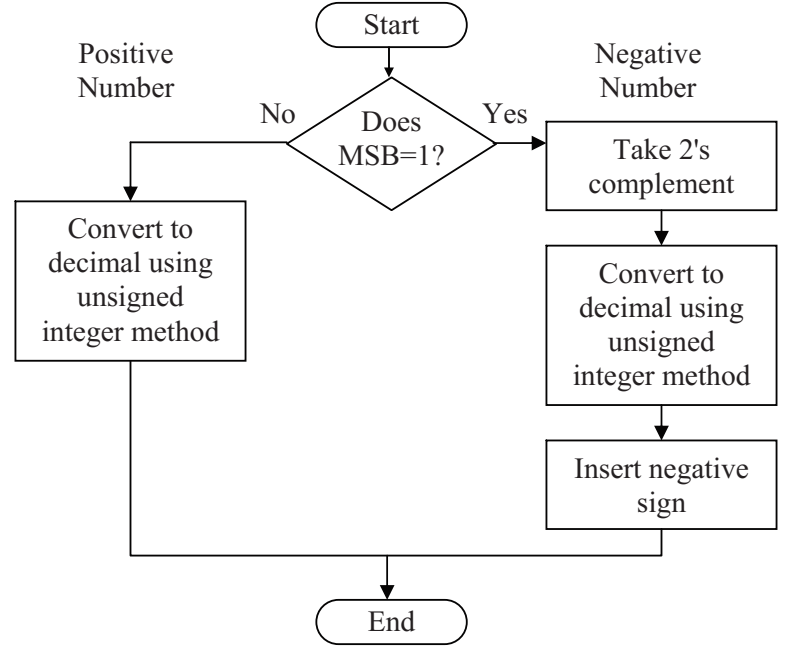 Start
Positive
Number
Negative
Number
No
Does
MSB=1?
Yes
Take 2's
complement
Convert to
decimal using
unsigned
integer method
Convert to
decimal using
unsigned
integer method
Insert negative
sign
End